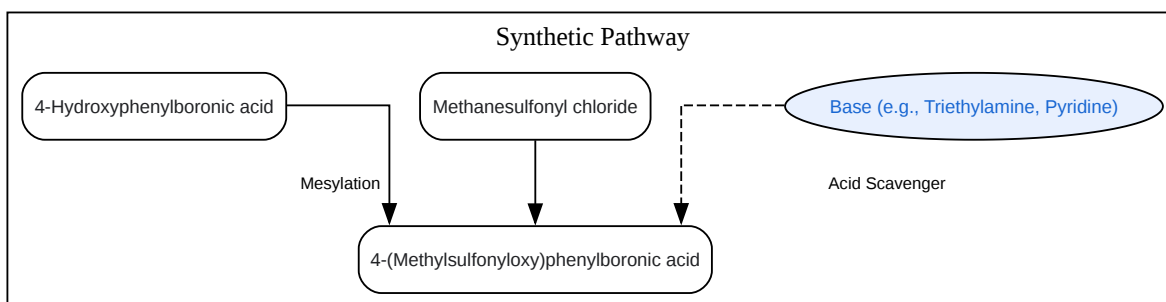 Synthetic Pathway
4-Hydroxyphenylboronic acid
Methanesulfonyl chloride
Base (e.g., Triethylamine, Pyridine)
Mesylation
Acid Scavenger
4-(Methylsulfonyloxy)phenylboronic acid